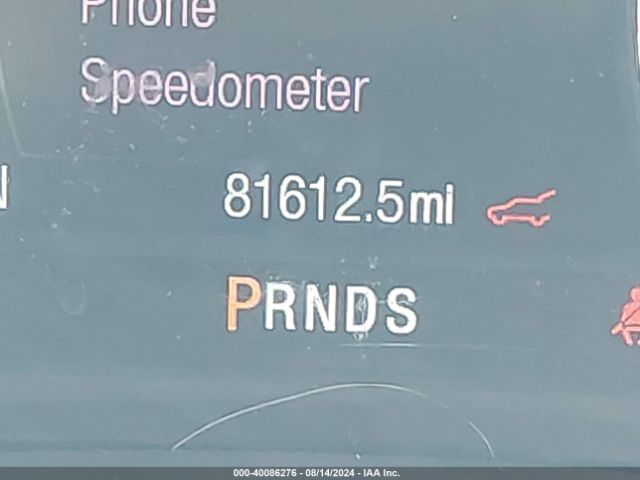 Phone
Speedometer
N
81612.5mi
PRNDS
000-40086276 - 08/14/2024 - IAA Inc.